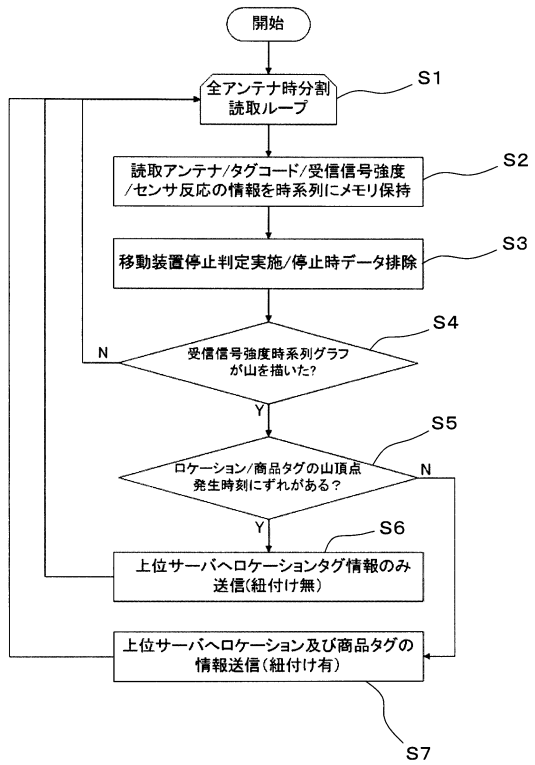 開始
全アンテナ時分割
読取ループ
S1
読取アンテナ/タグコード/受信信号強度
/センサ反応の情報を時系列にメモリ保持
S2
移動装置停止判定実施/停止時データ排除
S3
受信信号強度時系列グラフ
が山を描いた?
S4
N
Y
ロケーション/商品タグの山頂点
発生時刻にずれがある?
S5
N
Y
上位サーバへロケーションタグ情報のみ
送信(紐付け無)
S6
上位サーバへロケーション及び商品タグの
情報送信(紐付け有)
S7